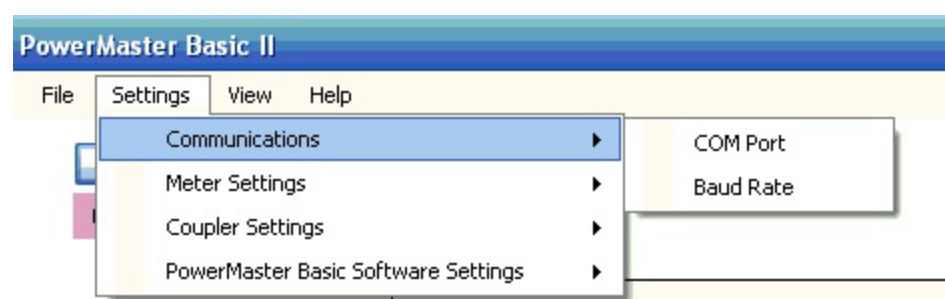 PowerMaster Basic II
File Settings View Help
Communications COM Port
Meter Settings Baud Rate
Coupler Settings
PowerMaster Basic Software Settings